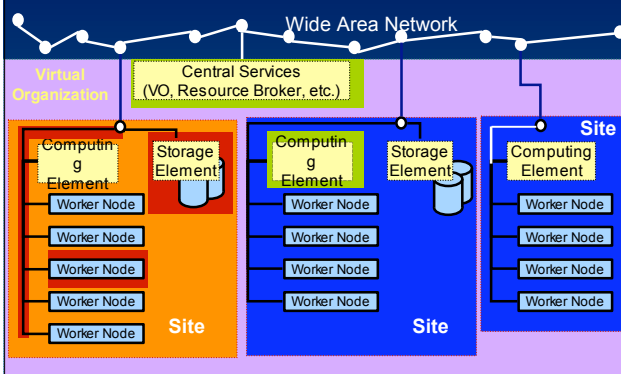 Wide Area Network
Virtual
Organization
Central Services
(VO, Resource Broker, etc.)
Computin
g
Element
Storage
Element
Worker Node
Worker Node
Worker Node
Worker Node
Worker Node
Site
Computing
g
Element
Storage
Element
Worker Node
Worker Node
Worker Node
Worker Node
Site
Site
Computing
Element
Worker Node
Worker Node
Worker Node
Worker Node